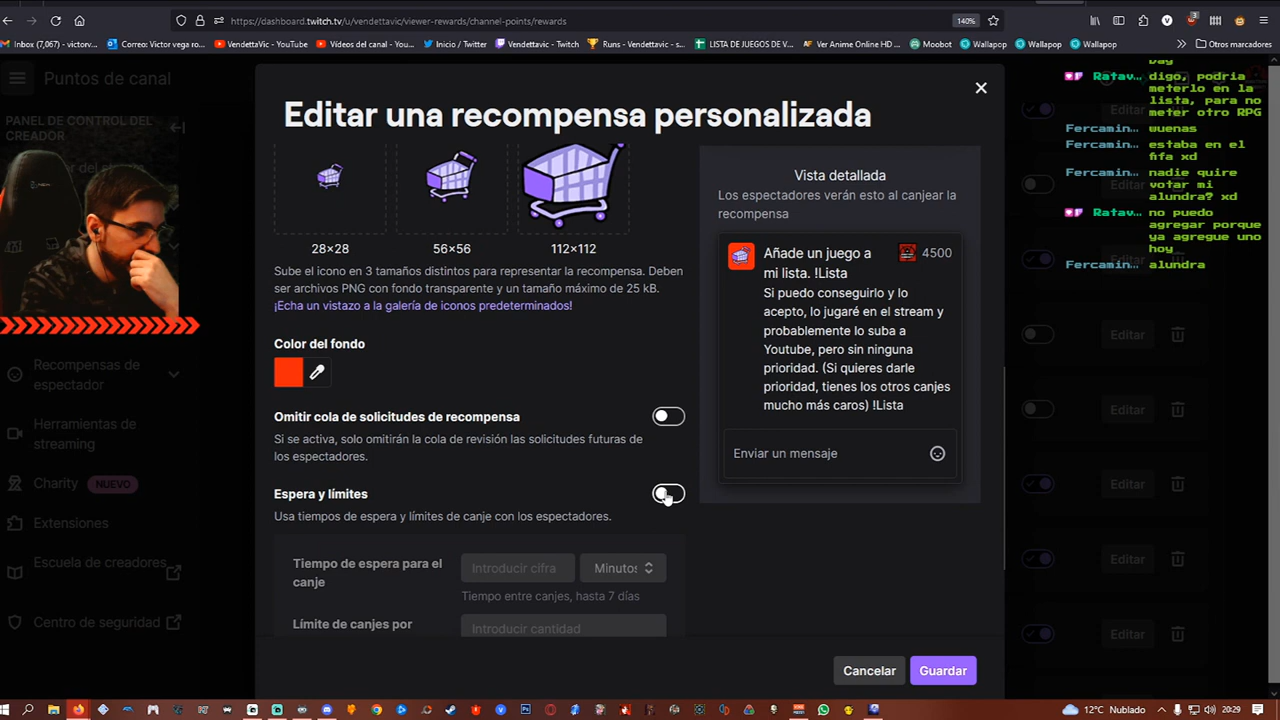 https://dashboard.twitch.tv/u/vendettavic/viewer-rewards/channel-points/rewards
140%
Inbox (7,067) - victorv...
Correo: Victor vega ro...
VendettaVic - YouTube
Vídeos del canal - You...
Inicio / Twitter
Vendettavic - Twitch
Runs - Vendettavic - s...
LISTA DE JUEGOS DE V...
Ver Anime Online HD ...
Moobot
Wallapop
Wallapop
Wallapop
Otros marcadores
Puntos de canal
PANEL DE CONTROL DEL
CREADOR
Recompensas de
espectador
Herramientas de
streaming
Charity
NUEVO
Extensiones
Escuela de creadores
Centro de seguridad
Editar una recompensa personalizada
28×28
56×56
112×112
Sube el icono en 3 tamaños distintos para representar la recompensa. Deben
ser archivos PNG con fondo transparente y un tamaño máximo de 25 kB.
¡Echa un vistazo a la galería de iconos predeterminados!
Color del fondo
Omitir cola de solicitudes de recompensa
Si se activa, solo omitirán la cola de revisión las solicitudes futuras de
los espectadores.
Espera y límites
Usa tiempos de espera y límites de canje con los espectadores.
Tiempo de espera para el
canje
Introducir cifra
Minutos
Tiempo entre canjes, hasta 7 días
Límite de canjes por
Introducir cantidad
Vista detallada
Los espectadores verán esto al canjear la
recompensa
Añade un juego a
mi lista. !Lista
4500
Si puedo conseguirlo y lo
acepto, lo jugaré en el stream y
probablemente lo suba a
Youtube, pero sin ninguna
prioridad. (Si quieres darle
prioridad, tienes los otros canjes
mucho más caros) !Lista
Enviar un mensaje
Cancelar
Guardar
Editar
Editar
Editar
Editar
Editar
Editar
Ratav...
digo, podria
meterlo en la
lista, para no
meter otro RPG
Fercamin...
wuenas
Fercamin...
estaba en el
fifa xd
Fercamin...
nadie quire
votar mi
alundra? xd
Ratav...
no puedo
agregar porque
ya agregue uno
hoy
Fercamin...
alundra
12°C
Nublado
20:29